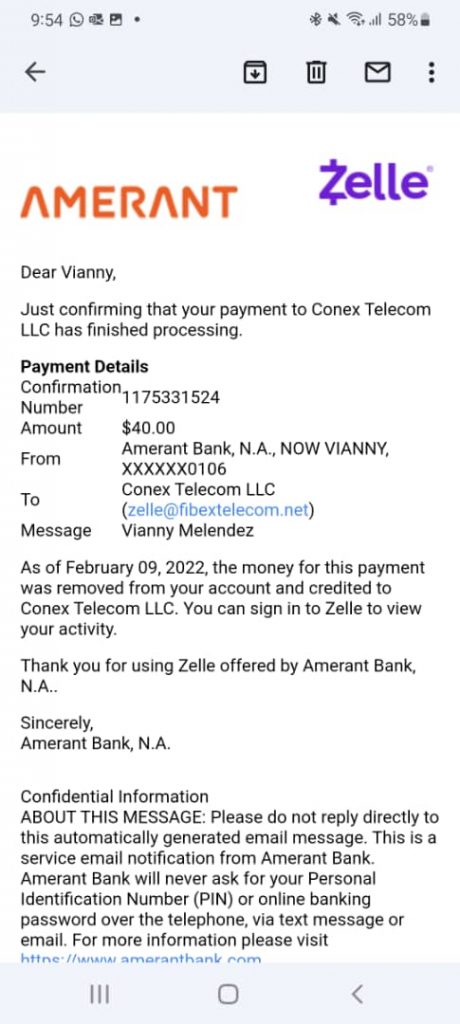 9:54
58%
AMERANT
Zelle®
Dear Vianny,
Just confirming that your payment to Conex Telecom
LLC has finished processing.
Payment Details
Confirmation
Number
1175331524
Amount
$40.00
From
Amerant Bank, N.A., NOW VIANNY,
XXXXXX0106
To
Conex Telecom LLC
(zelle@fibextelecom.net)
Message
Vianny Melendez
As of February 09, 2022, the money for this payment
was removed from your account and credited to
Conex Telecom LLC. You can sign in to Zelle to view
your activity.
Thank you for using Zelle offered by Amerant Bank,
N.A..
Sincerely,
Amerant Bank, N.A.
Confidential Information
ABOUT THIS MESSAGE: Please do not reply directly to
this automatically generated email message. This is a
service email notification from Amerant Bank.
Amerant Bank will never ask for your Personal
Identification Number (PIN) or online banking
password over the telephone, via text message or
email. For more information please visit
https://www.amerantbank.com